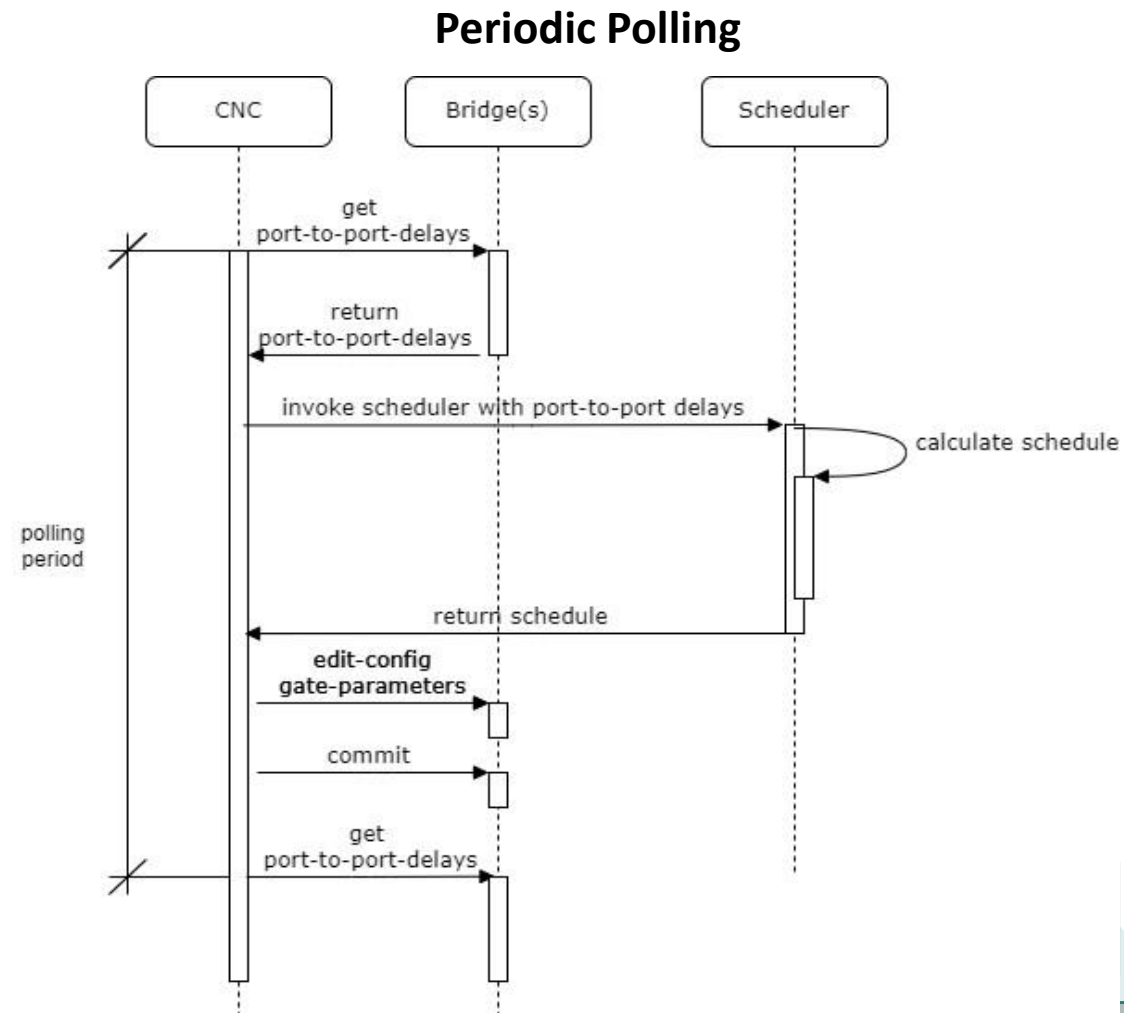 Periodic Polling
CNC
Bridge(s)
Scheduler
get
port-to-port-delays
return
port-to-port-delays
invoke scheduler with port-to-port delays
calculate schedule
polling
period
return schedule
edit-config
gate-parameters
commit
get
port-to-port-delays